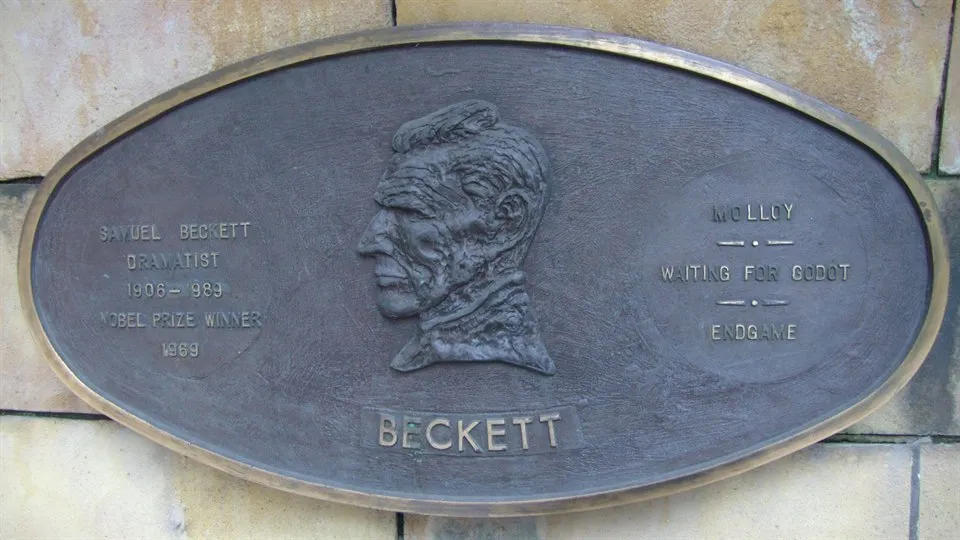 SAMUEL BECKETT
DRAMATIST
1906-1989
NOBEL PRIZE WINNER
1969
MOLLOY
WAITING FOR GODOT
ENDGAME
BECKETT